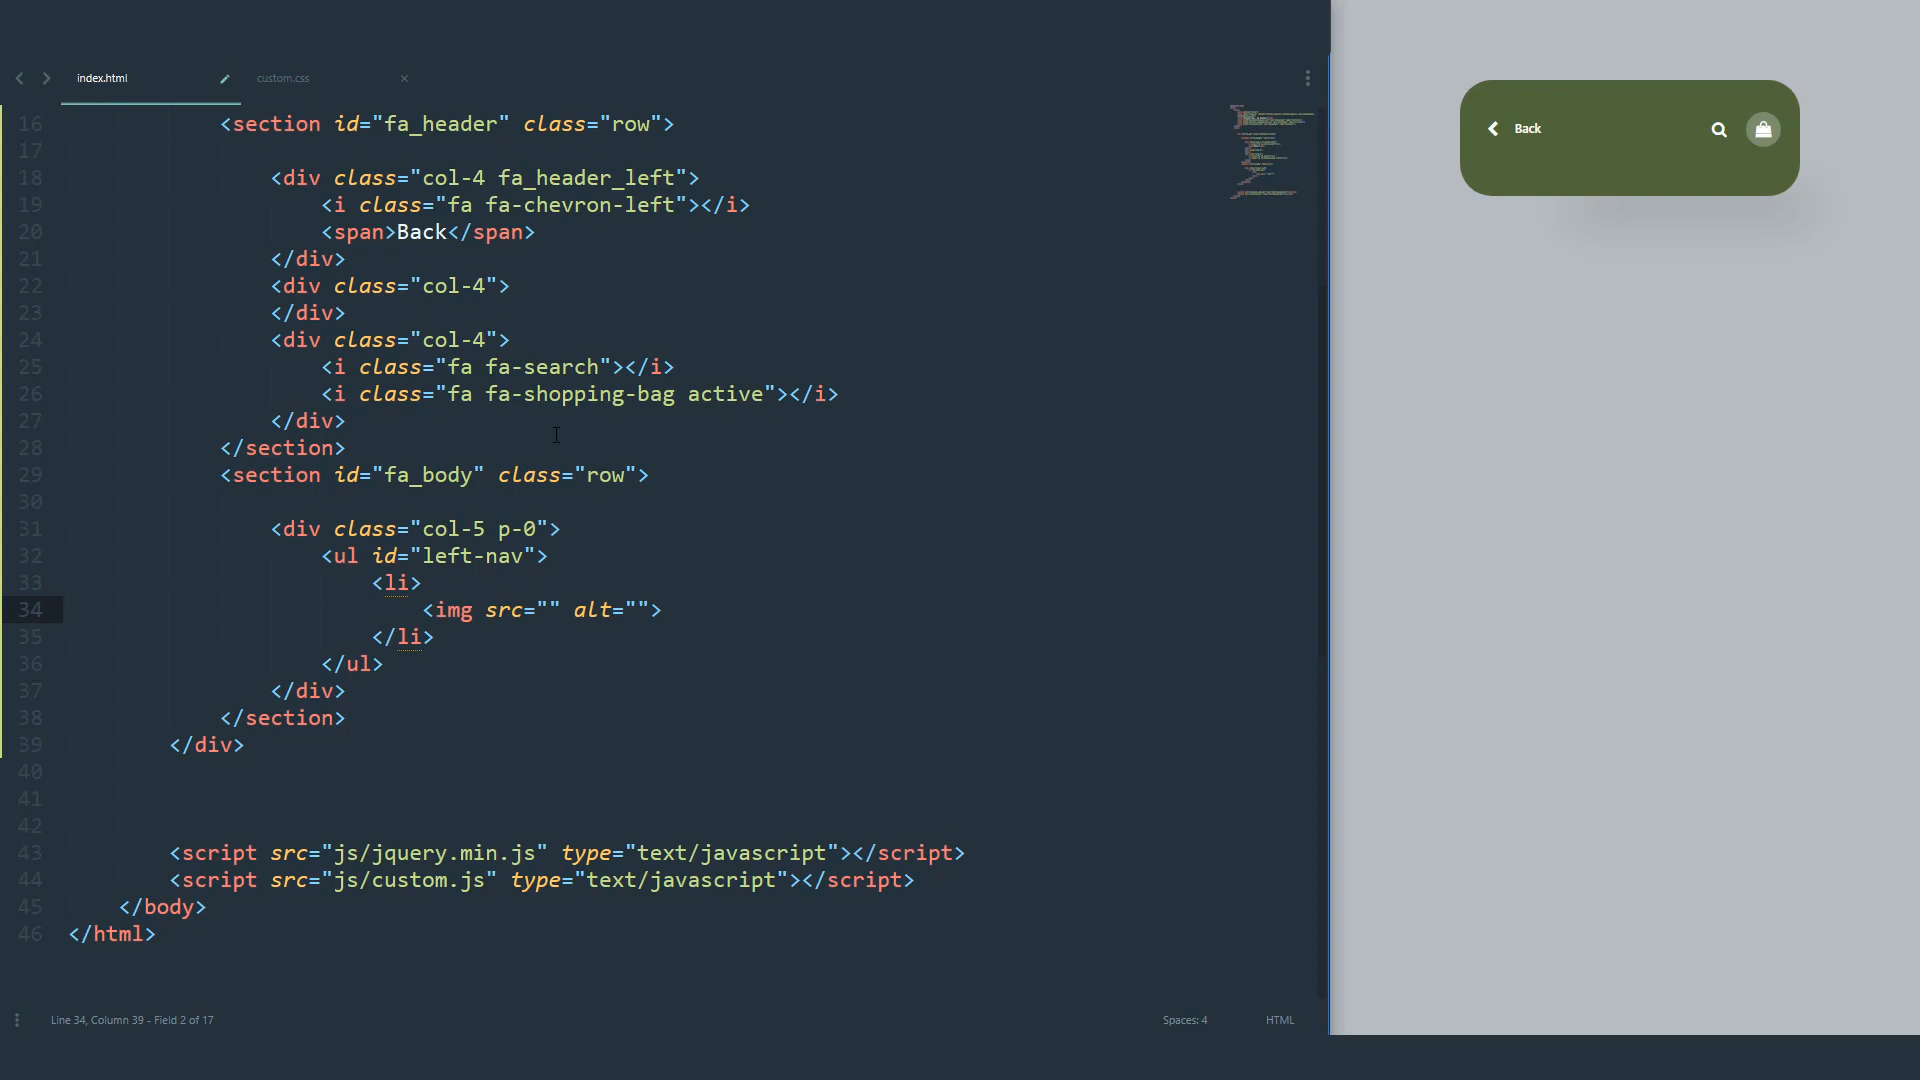 index.html
custom.css
Back
16 <section id="fa_header" class="row">
17
18 <div class="col-4 fa_header_left">
19 <i class="fa fa-chevron-left"></i>
20 <span>Back</span>
21 </div>
22 <div class="col-4">
23 </div>
24 <div class="col-4">
25 <i class="fa fa-search"></i>
26 <i class="fa fa-shopping-bag active"></i>
27 </div>
28 </section>
29 <section id="fa_body" class="row">
30
31 <div class="col-5 p-0">
32 <ul id="left-nav">
33 <li>
34 <img src="" alt="">
35 </li>
36 </ul>
37 </div>
38 </section>
39 </div>
40
41
42
43 <script src="js/jquery.min.js" type="text/javascript"></script>
44 <script src="js/custom.js" type="text/javascript"></script>
45 </body>
46 </html>
Line 34, Column 39 - Field 2 of 17
Spaces: 4
HTML